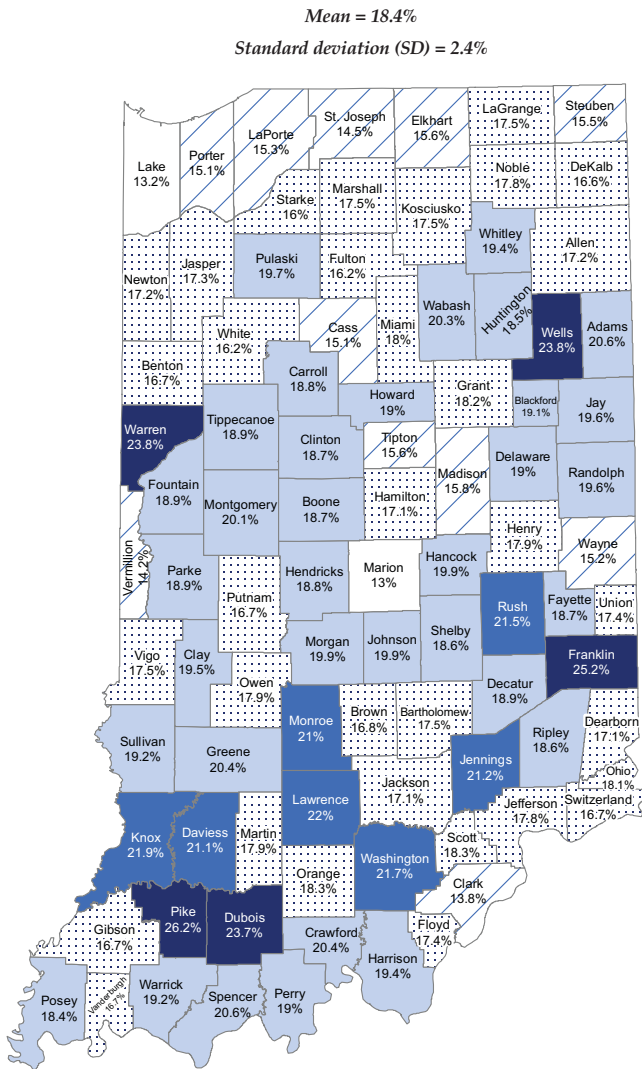 Mean = 18.4%
Standard deviation (SD) = 2.4%
Lake
13.2%
Porter
15.1%
LaPorte
15.3%
St. Joseph
14.5%
Elkhart
15.6%
LaGrange
17.5%
Steuben
15.5%
Noble
17.8%
DeKalb
16.6%
Starke
16%
Marshall
17.5%
Kosciusko
17.5%
Whitley
19.4%
Allen
17.2%
Newton
17.2%
Jasper
17.3%
Pulaski
19.7%
Fulton
16.2%
Wabash
20.3%
Huntington
18.5%
Wells
23.8%
Adams
20.6%
Benton
16.7%
White
16.2%
Cass
15.1%
Miami
18%
Carroll
18.8%
Howard
19%
Grant
18.2%
Blackford
19.1%
Jay
19.6%
Warren
23.8%
Tippecanoe
18.9%
Clinton
18.7%
Tipton
15.6%
Madison
15.8%
Delaware
19%
Randolph
19.6%
Fountain
18.9%
Montgomery
20.1%
Boone
18.7%
Hamilton
17.1%
Henry
17.9%
Wayne
15.2%
Vermillion
14.2%
Parke
18.9%
Putnam
16.7%
Hendricks
18.8%
Marion
13%
Hancock
19.9%
Rush
21.5%
Fayette
18.7%
Union
17.4%
Vigo
17.5%
Clay
19.5%
Owen
17.9%
Morgan
19.9%
Johnson
19.9%
Shelby
18.6%
Decatur
18.9%
Franklin
25.2%
Sullivan
19.2%
Greene
20.4%
Monroe
21%
Brown
16.8%
Bartholomew
17.5%
Jennings
21.2%
Ripley
18.6%
Dearborn
17.1%
Ohio
18.1%
Switzerland
16.7%
Knox
21.9%
Daviess
21.1%
Martin
17.9%
Lawrence
22%
Jackson
17.1%
Jefferson
17.8%
Scott
18.3%
Orange
18.3%
Washington
21.7%
Clark
13.8%
Floyd
17.4%
Gibson
16.7%
Pike
26.2%
Dubois
23.7%
Crawford
20.4%
Harrison
19.4%
Posey
18.4%
Vanderburgh
16.7%
Warrick
19.2%
Spencer
20.6%
Perry
19%